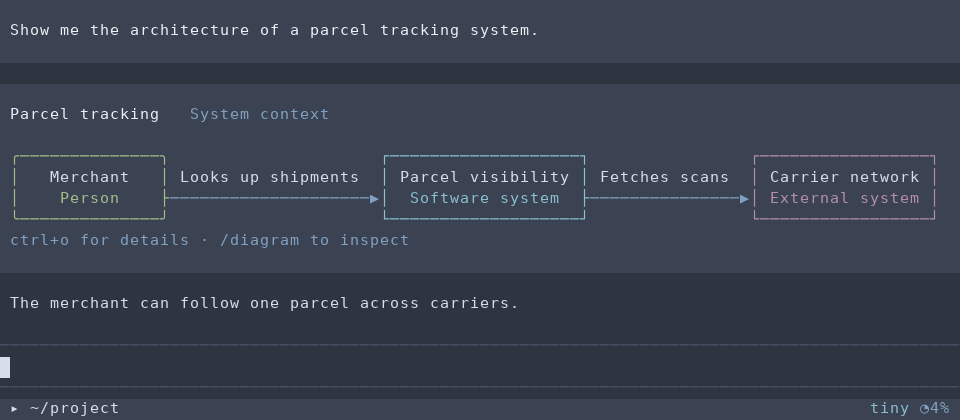 Show me the architecture of a parcel tracking system.
Parcel tracking   System context
Merchant   Looks up shipments   Parcel visibility   Fetches scans   Carrier network
Person   Software system   External system
ctrl+o for details · /diagram to inspect
The merchant can follow one parcel across carriers.
▸ ~/project   tiny ◔4%